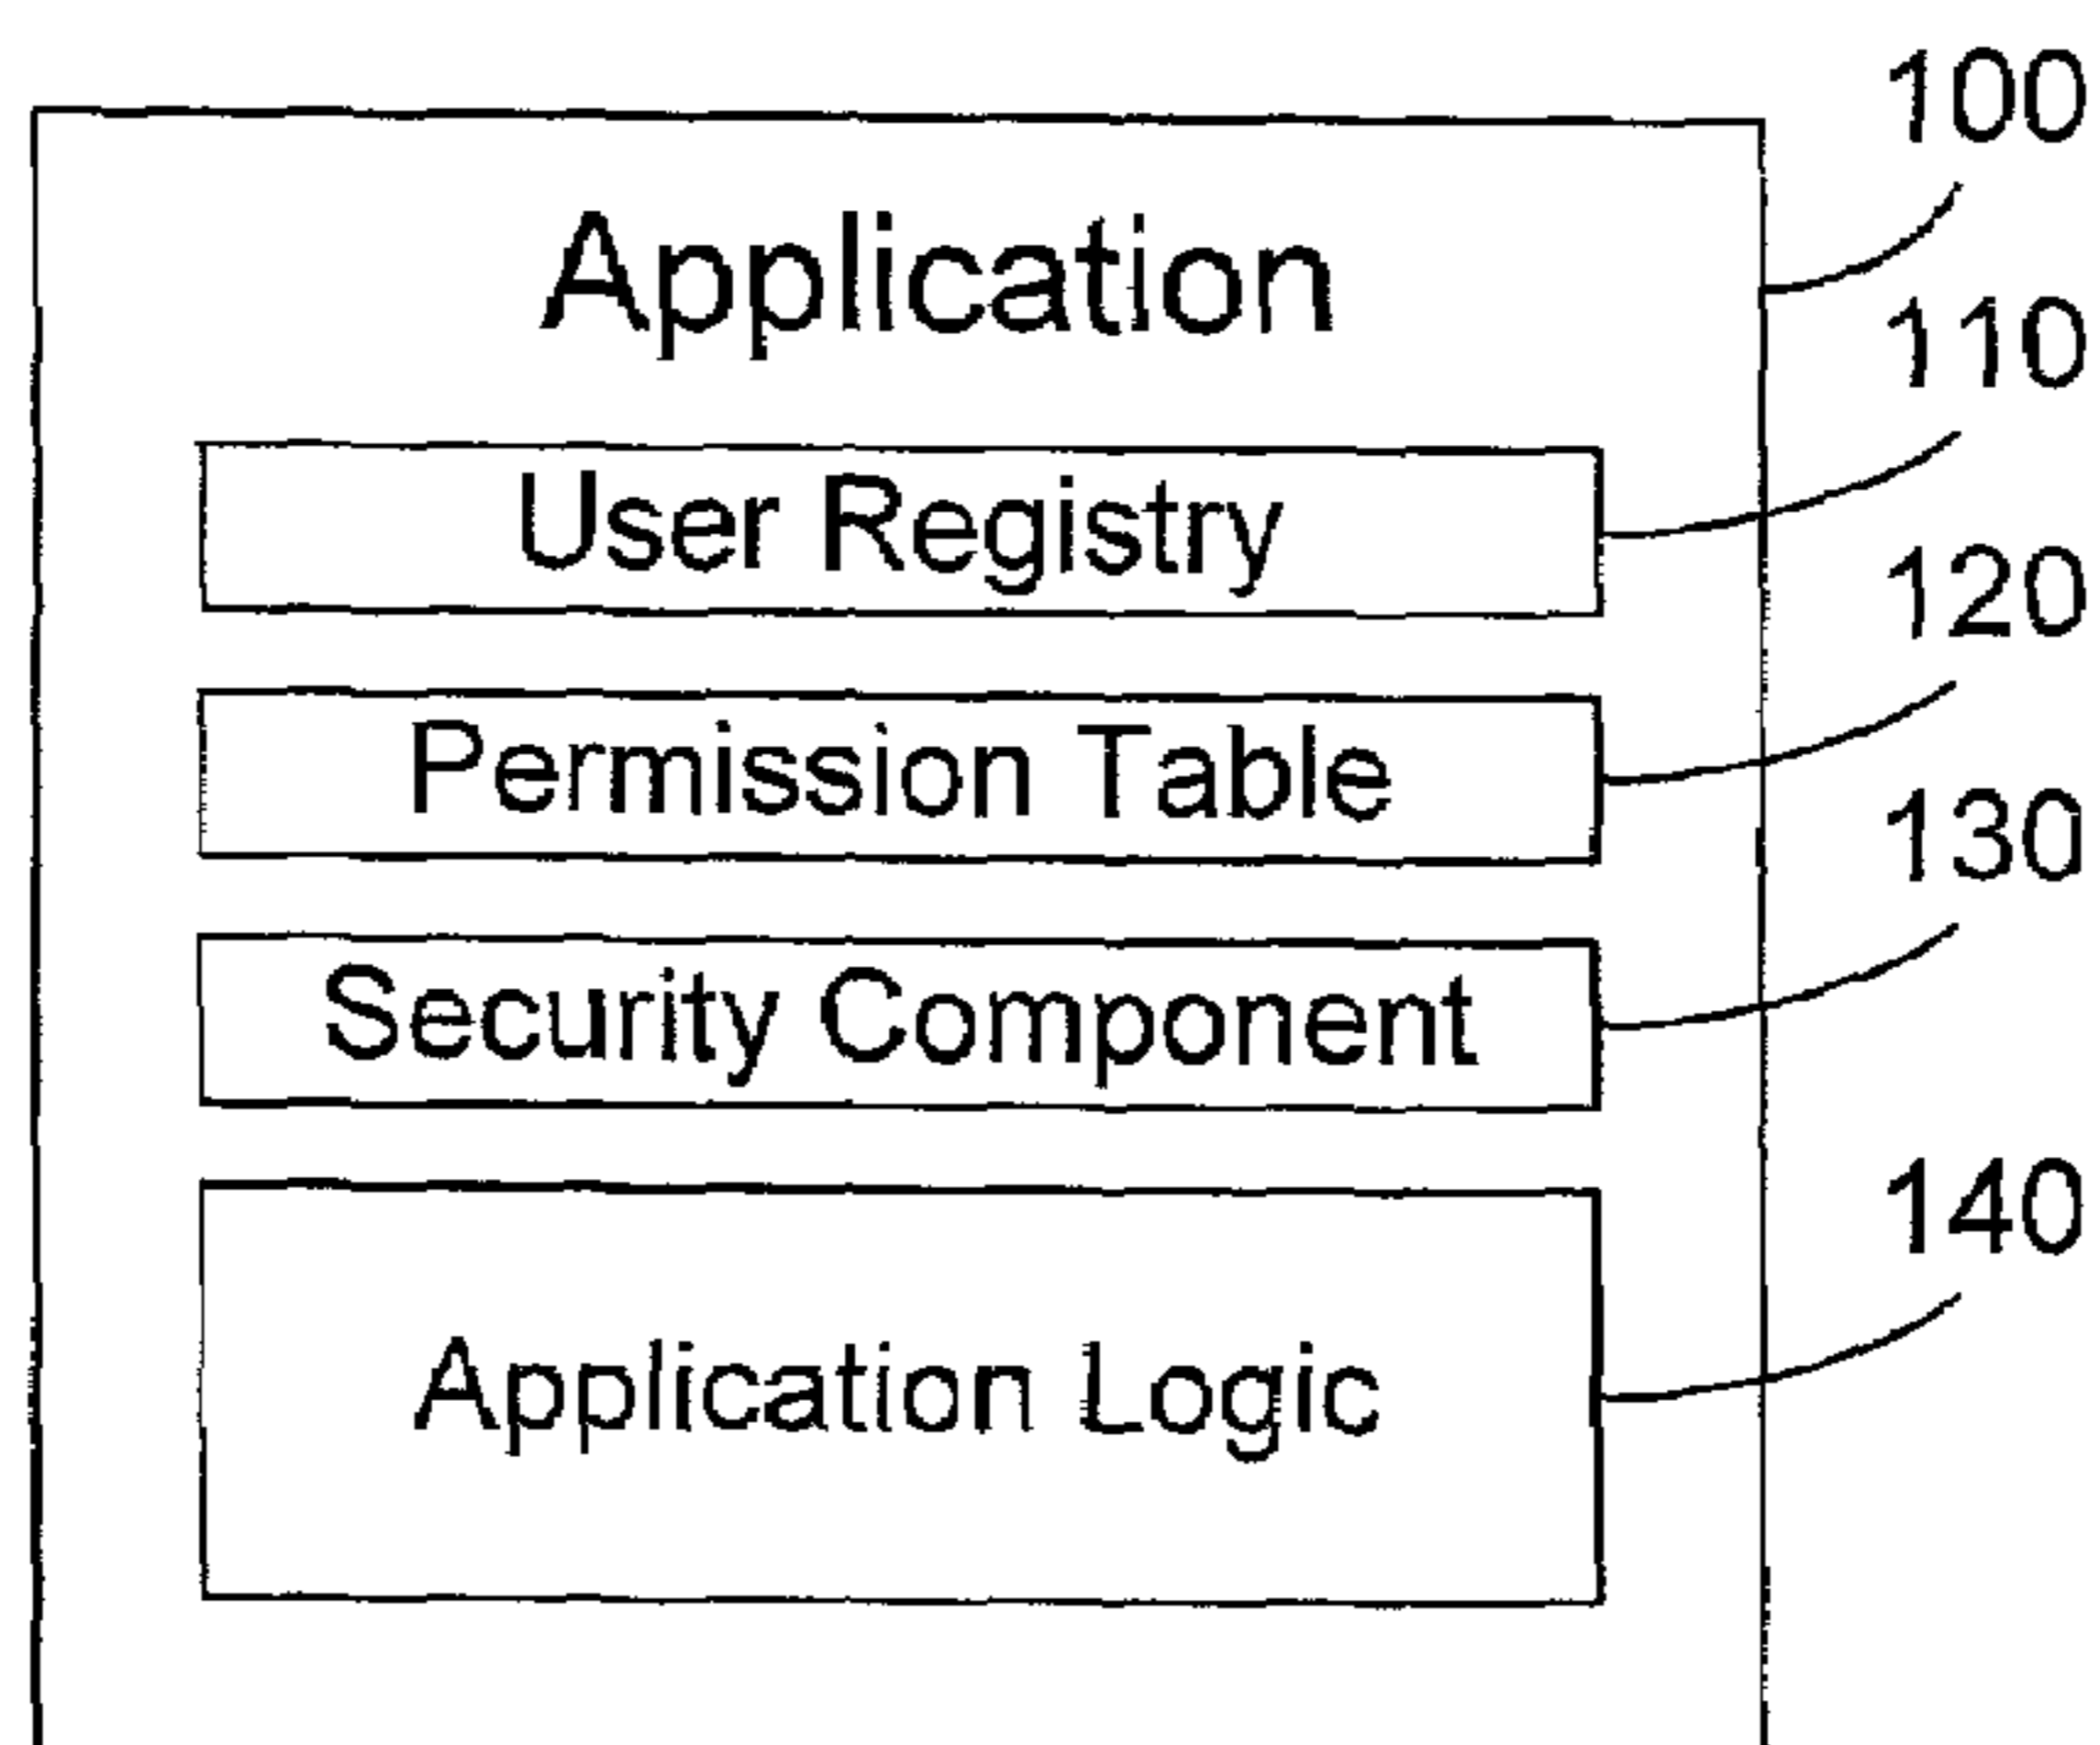 100
Application
110
User Registry
120
Permission Table
130
Security Component
140
Application Logic